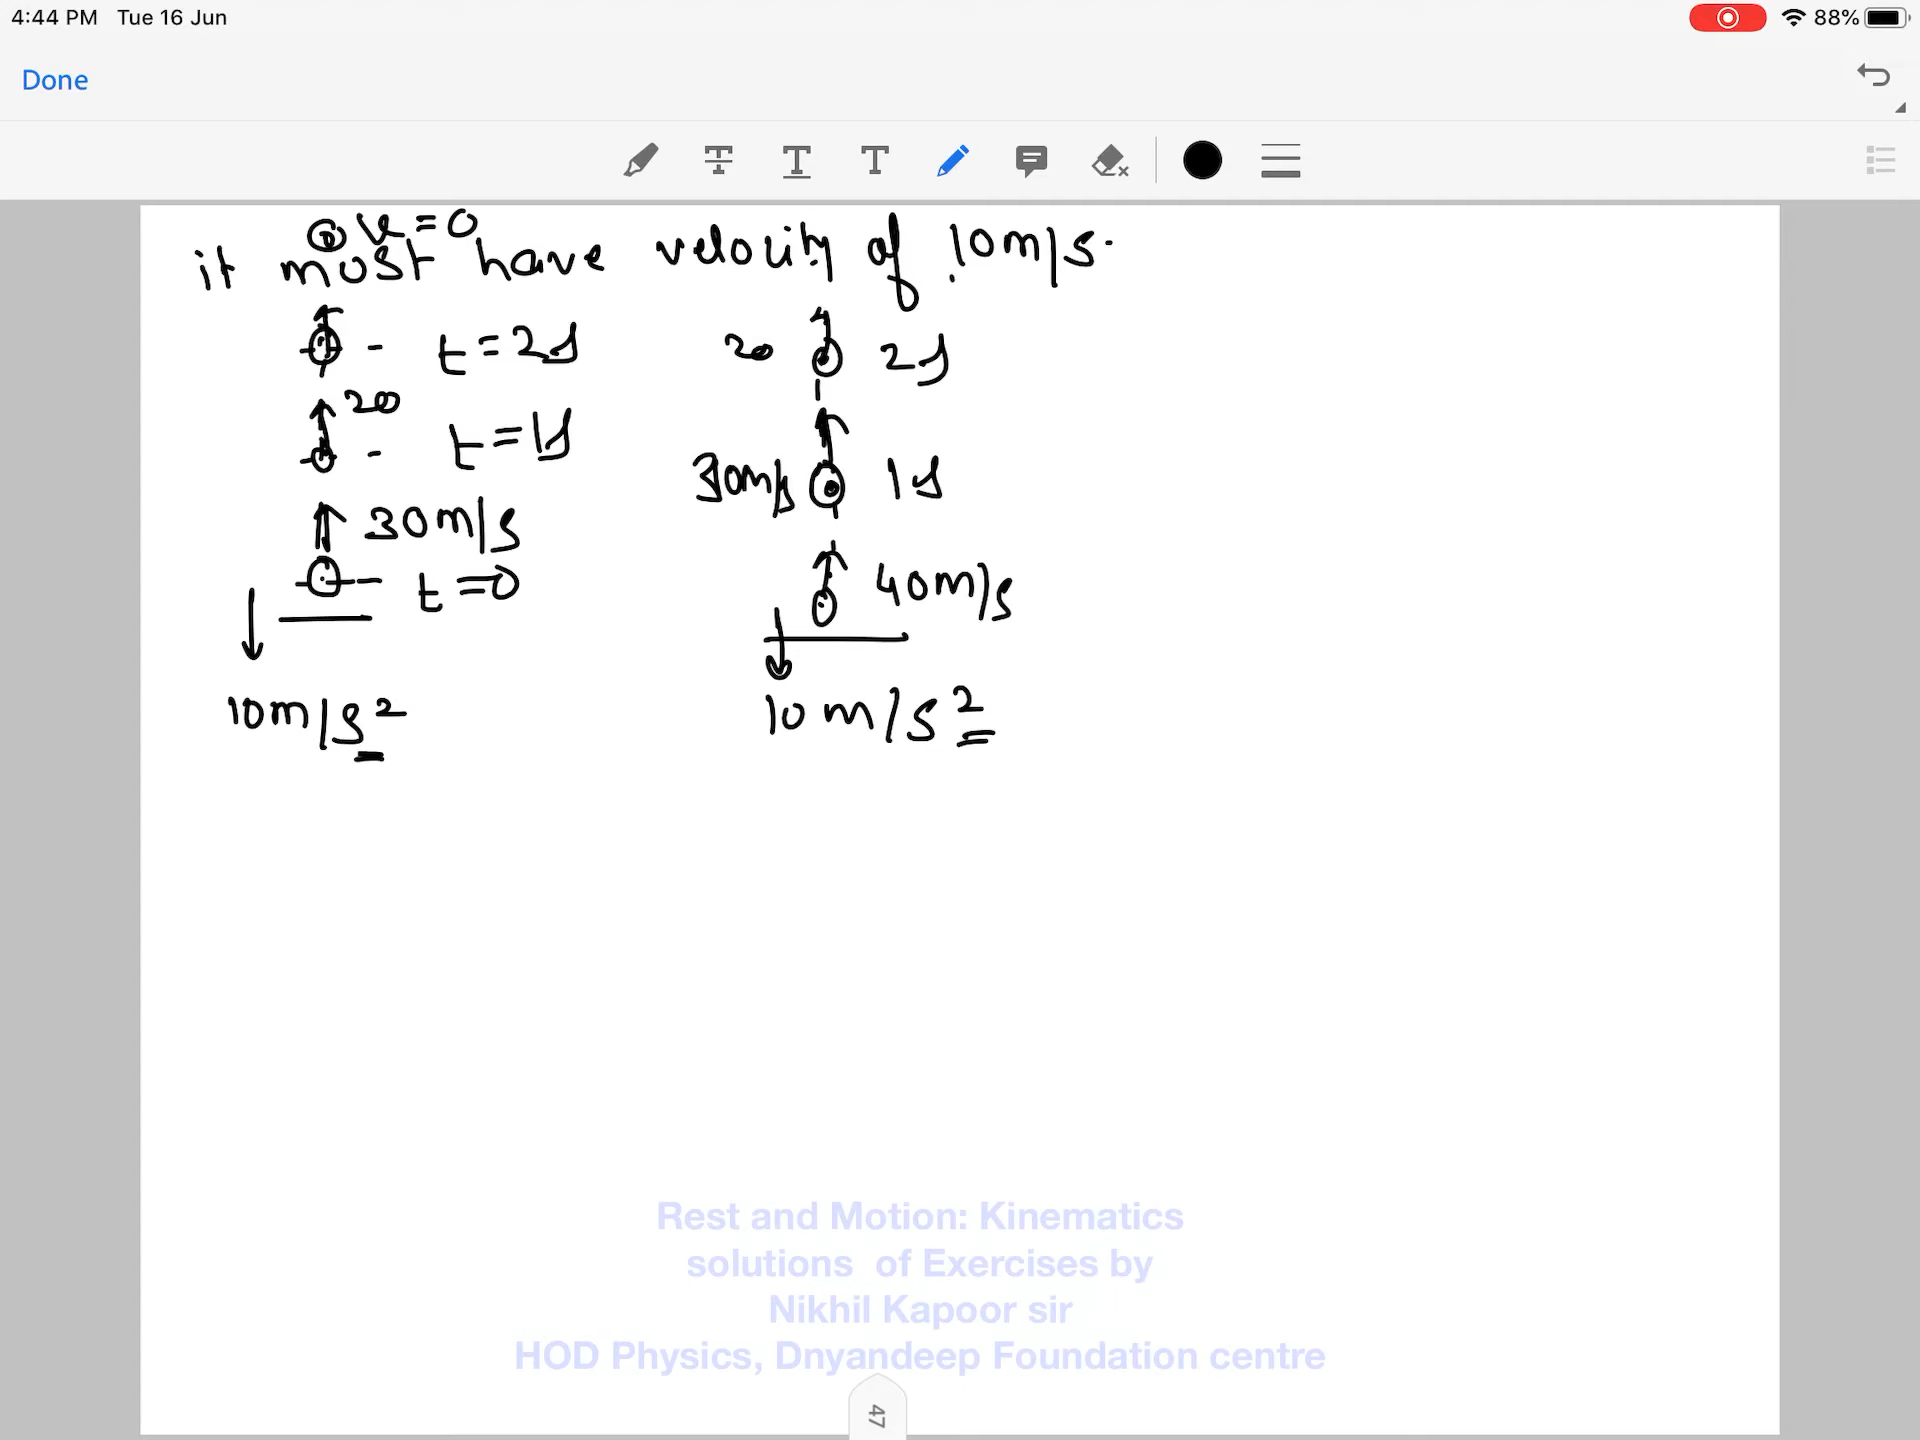 4:44 PM Tue 16 Jun 88%
Done
T T T
v=0
it must have velocity of 10m/s.
t=2s 20 2s
20
t=1s 30m/s 1s
30m/s
t=0 40m/s
10m/s2 10m/s2
Rest and Motion: Kinematics
solutions of Exercises by
Nikhil Kapoor sir
HOD Physics, Dnyandeep Foundation centre
47